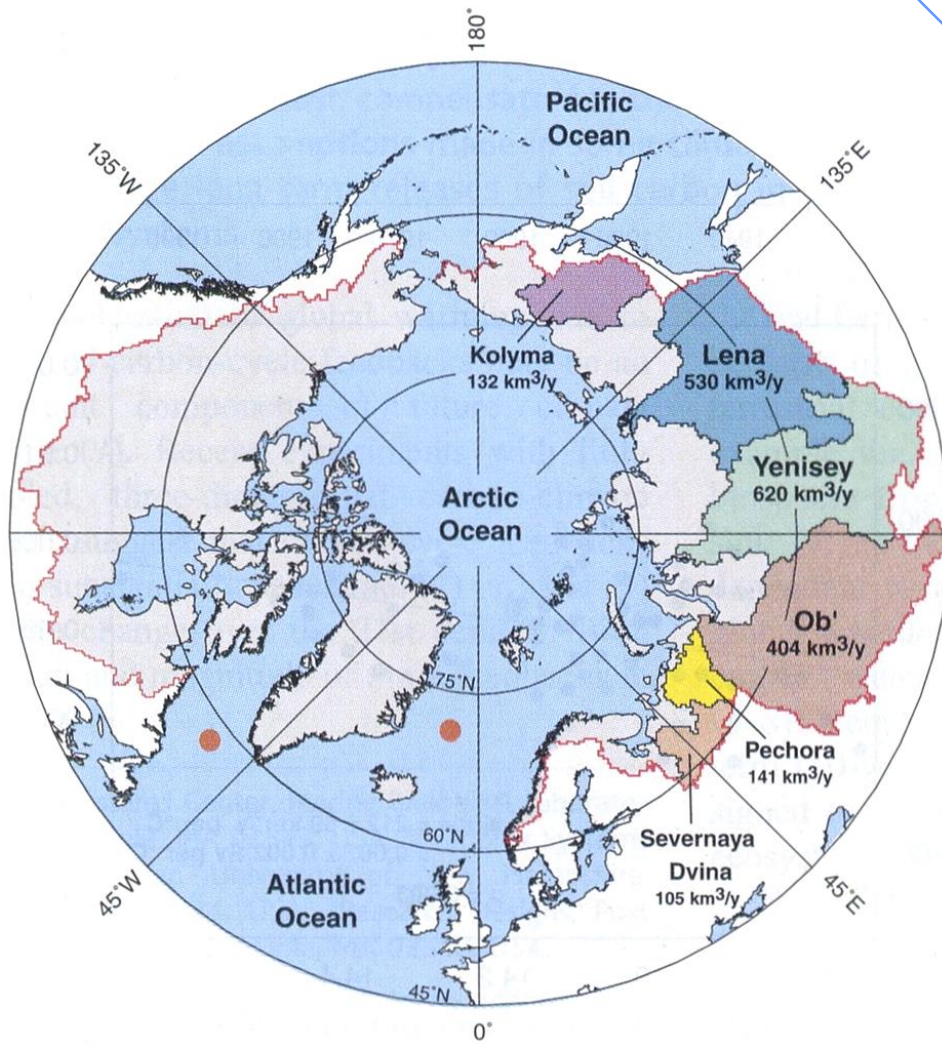 180°
Pacific
Ocean
135°W
135°E
Kolyma
132 km³/y
Lena
530 km³/y
Yenisey
620 km³/y
Arctic
Ocean
Ob'
404 km³/y
75°N
Pechora
141 km³/y
60°N
Severnaya
Dvina
105 km³/y
Atlantic
Ocean
45°W
45°E
45°N
0°